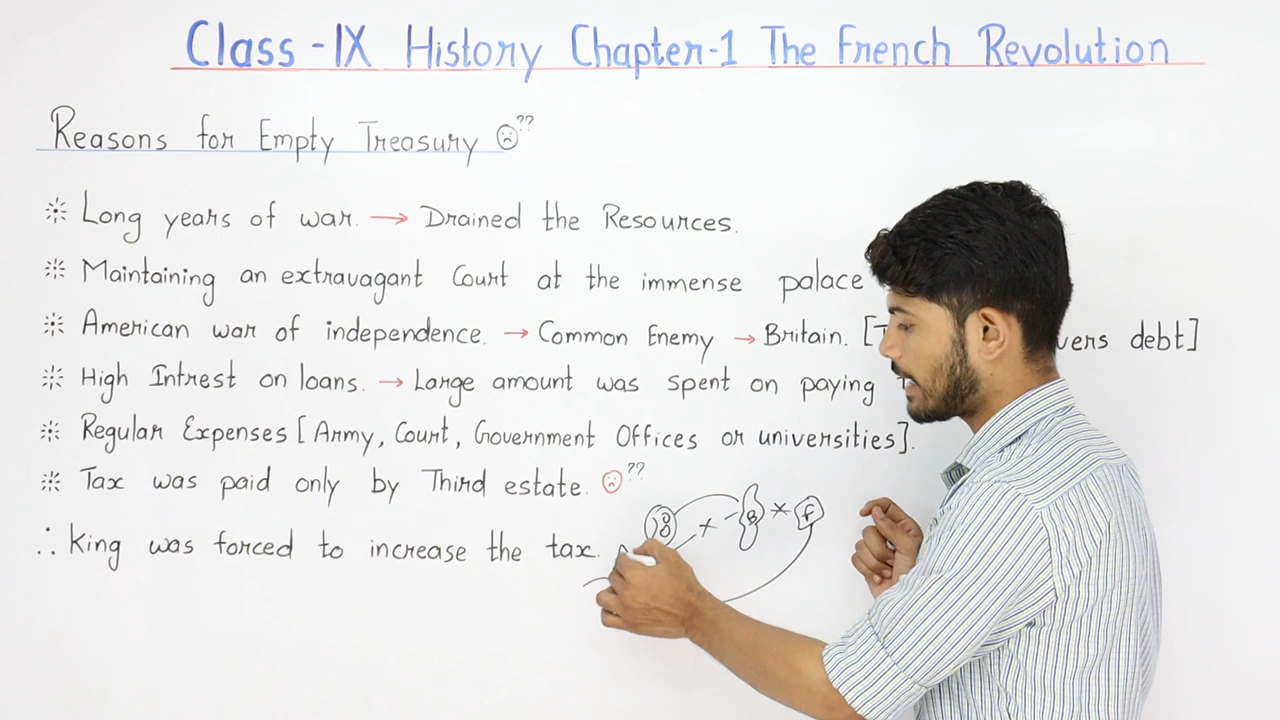 Class-IX History Chapter-1 The French Revolution
Reasons for Empty Treasury ??
Long years of war. → Drained the Resources.
Maintaining an extravagant Court at the immense palace
American war of independence. → Common Enemy → Britain. [ debt]
High Intrest on loans. → Large amount was spent on paying
Regular Expenses [Army, Court, Government Offices or universities].
Tax was paid only by Third estate. ??
∴ King was forced to increase the tax.